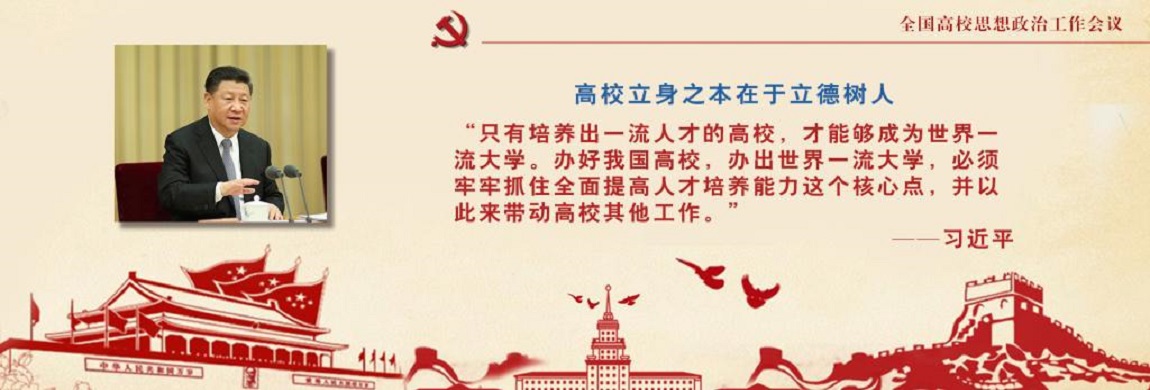 全国高校思想政治工作会议
高校立身之本在于立德树人
“只有培养出一流人才的高校，才能够成为世界一
流大学。办好我国高校，办出世界一流大学，必须
牢牢抓住全面提高人才培养能力这个核心点，并以
此来带动高校其他工作。”
——习近平